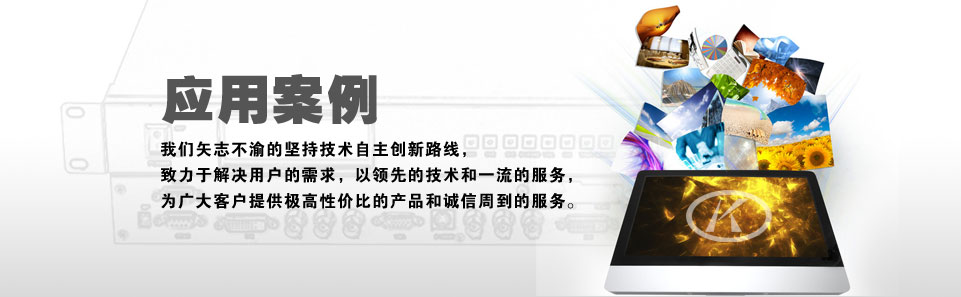 应用案例
我们矢志不渝的坚持技术自主创新路线，
致力于解决用户的需求，以领先的技术和一流的服务，
为广大客户提供极高性价比的产品和诚信周到的服务。
K